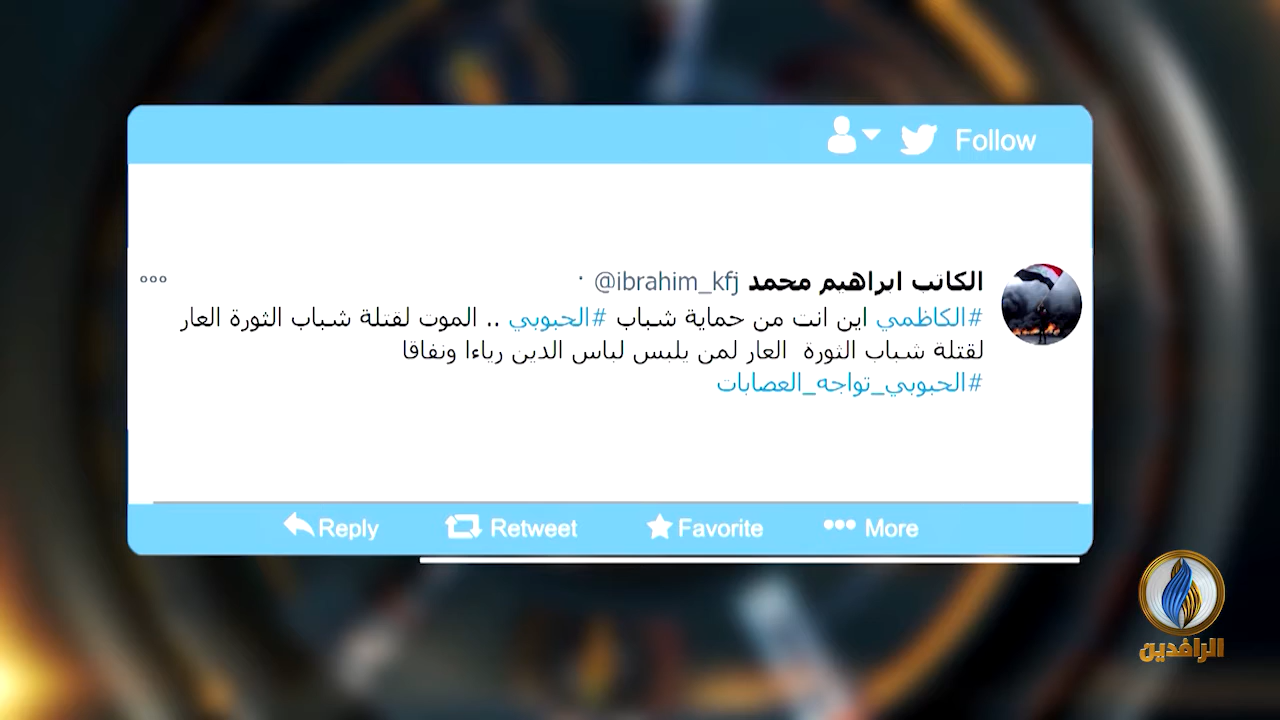 Follow
الكاتب ابراهيم محمد @ibrahim_kfj ·
#الكاظمي اين انت من حماية شباب #الحبوبي .. الموت لقتلة شباب الثورة العار
لقتلة شباب الثورة  العار لمن يلبس لباس الدين رياءا ونفاقا
#الحبوبي_تواجه_العصابات
Reply Retweet Favorite More
الرافدين